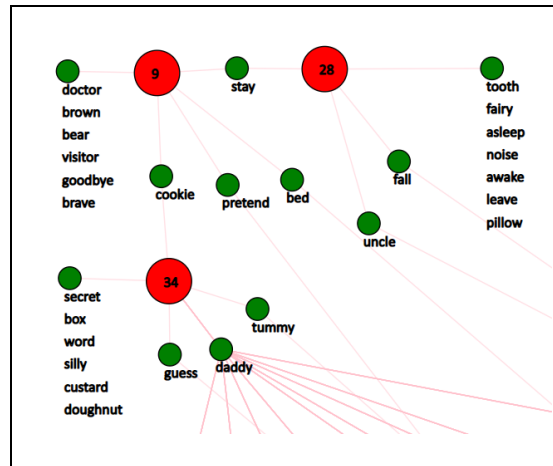 9
28
doctor
brown
bear
visitor
goodbye
brave
stay
tooth
fairy
asleep
noise
awake
leave
pillow
cookie
pretend
bed
fall
uncle
34
secret
box
word
silly
custard
doughnut
tummy
guess
daddy